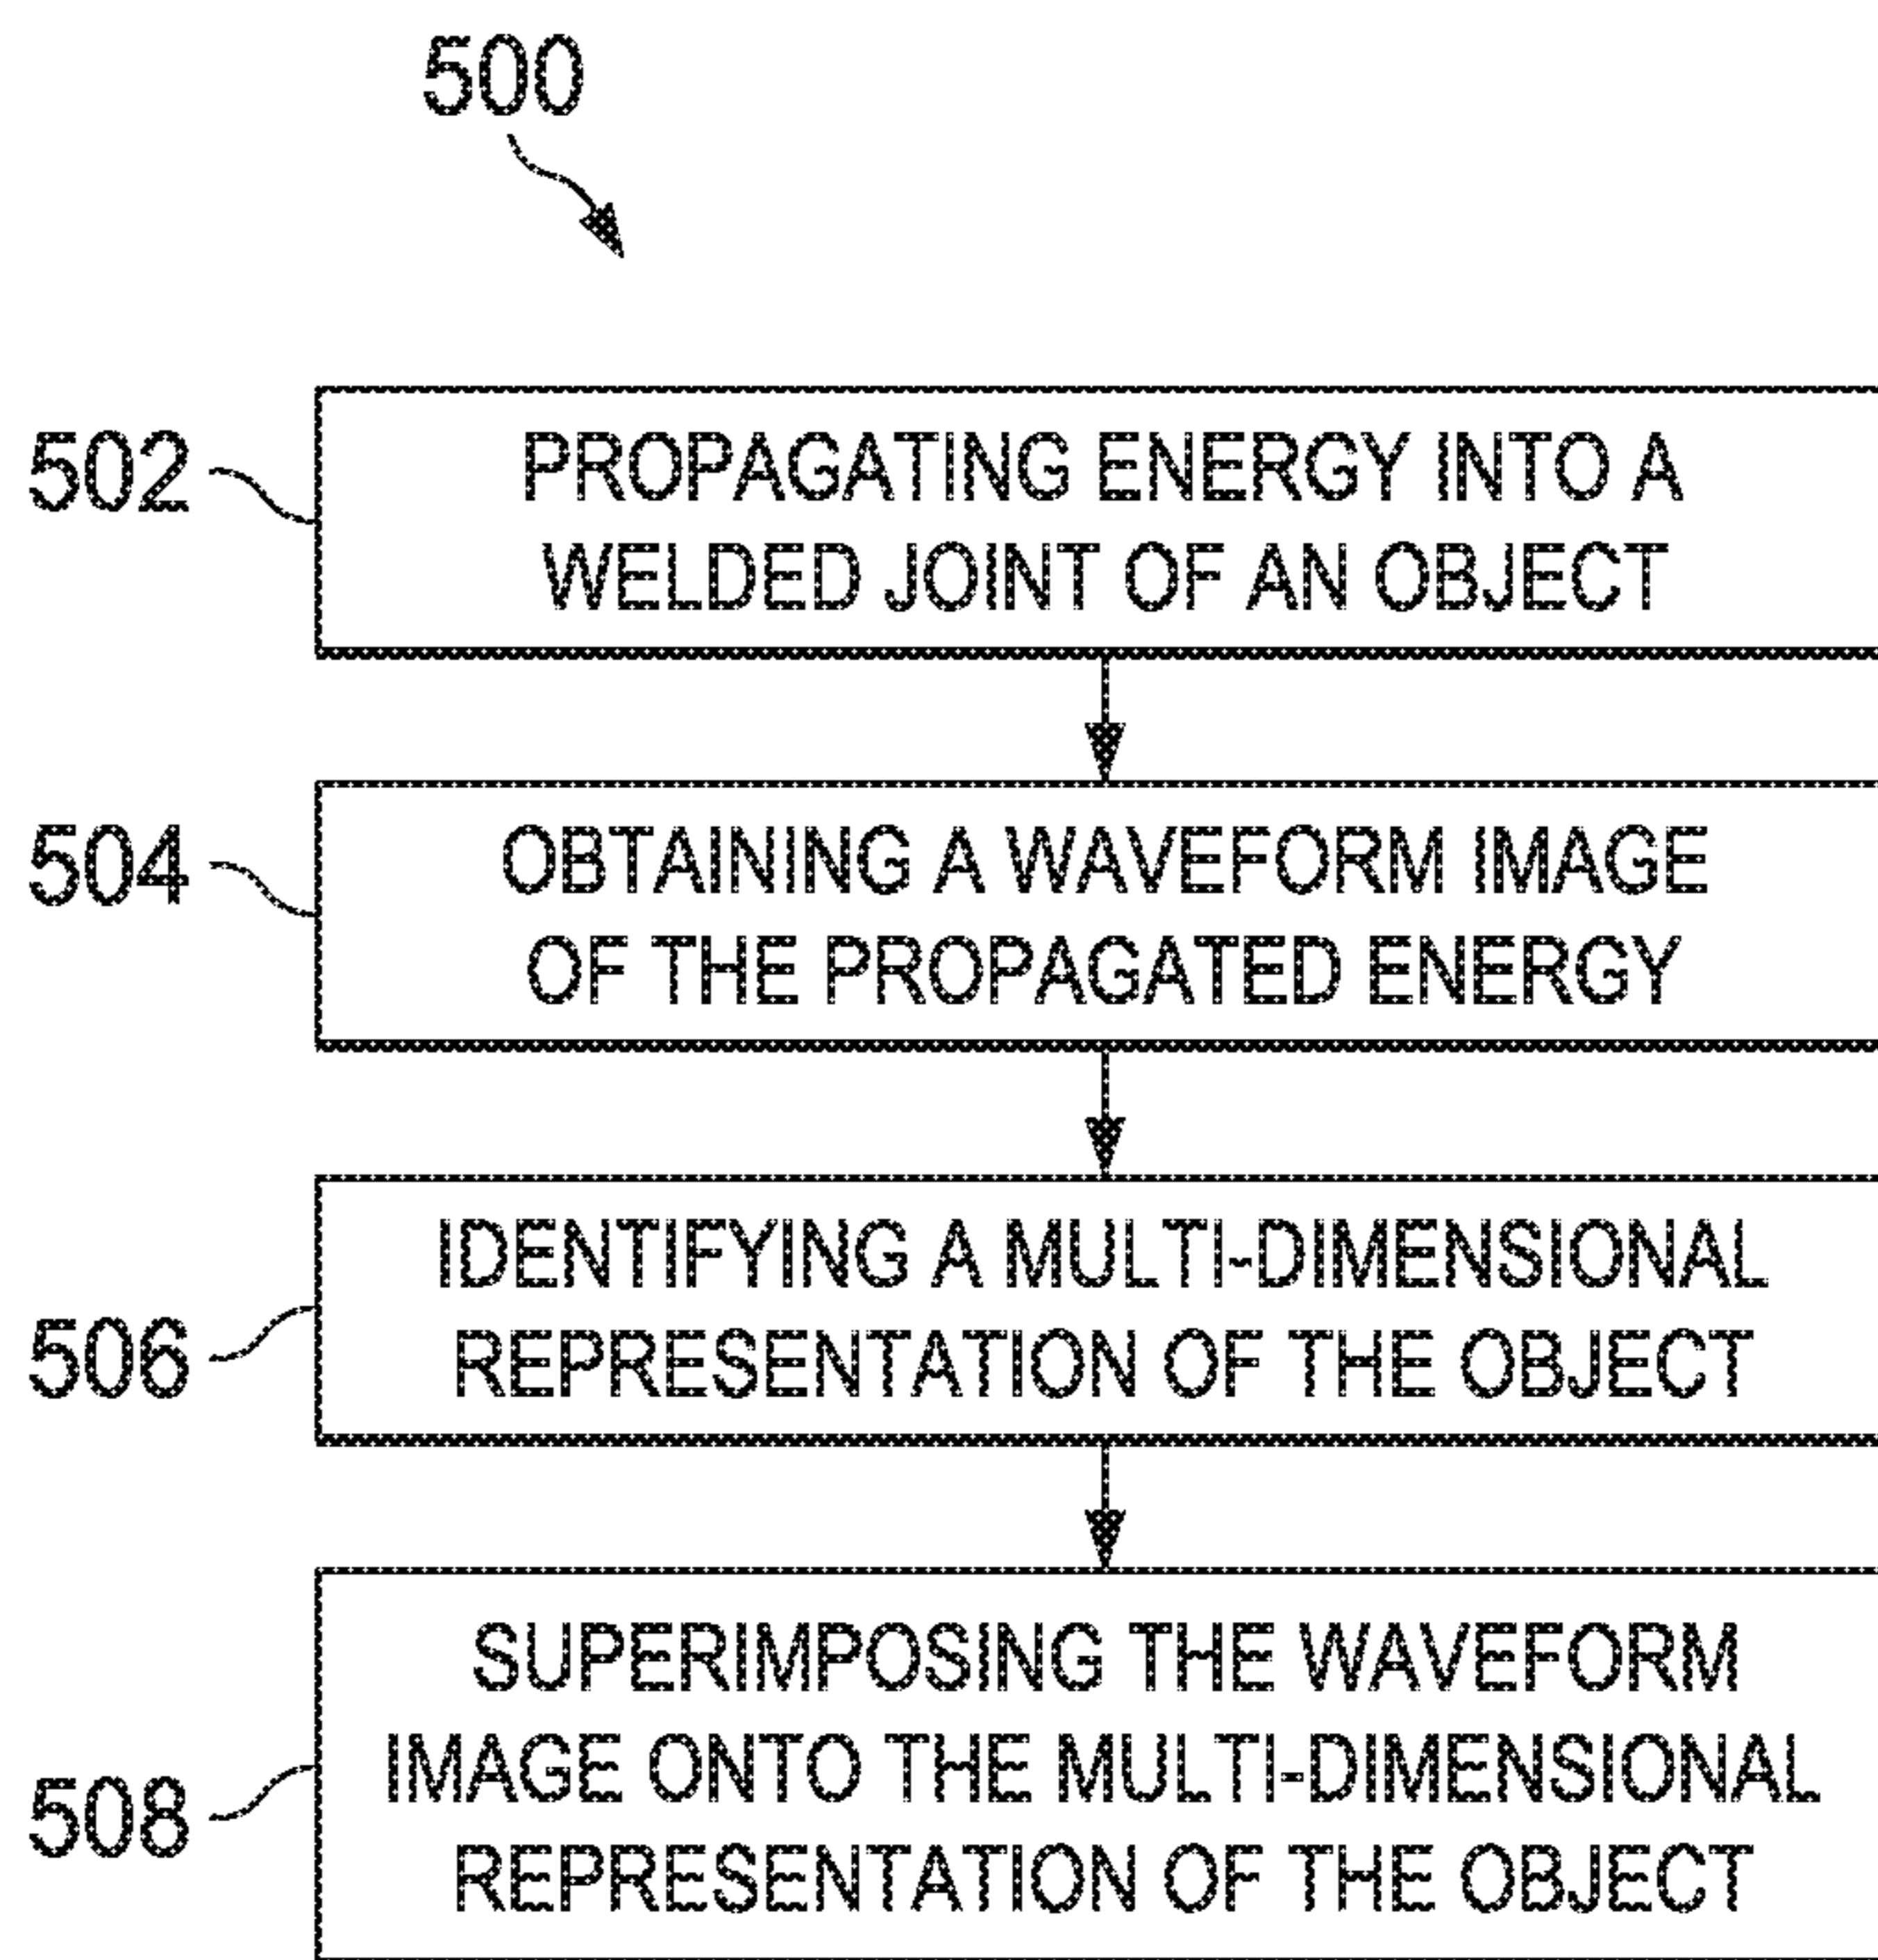 500
502
PROPAGATING ENERGY INTO A
WELDED JOINT OF AN OBJECT
504
OBTAINING A WAVEFORM IMAGE
OF THE PROPAGATED ENERGY
506
IDENTIFYING A MULTI-DIMENSIONAL
REPRESENTATION OF THE OBJECT
508
SUPERIMPOSING THE WAVEFORM
IMAGE ONTO THE MULTI-DIMENSIONAL
REPRESENTATION OF THE OBJECT